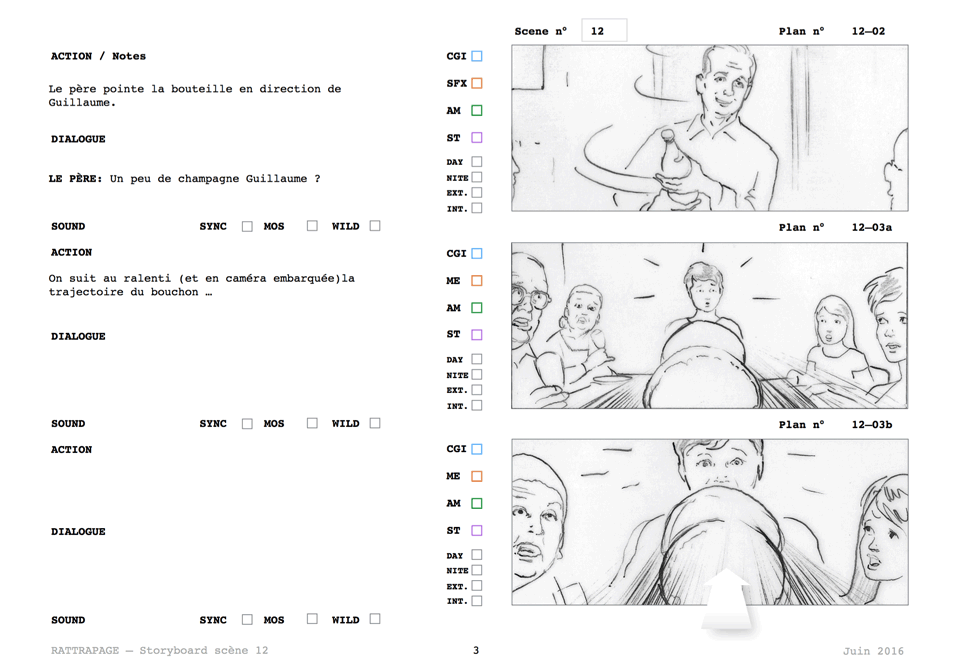 Scene n° 12 Plan n° 12—02
ACTION / Notes
Le père pointe la bouteille en direction de
Guillaume.
DIALOGUE
LE PÈRE: Un peu de champagne Guillaume ?
CGI
SFX
AM
ST
DAY
NITE
EXT.
INT.
SOUND SYNC MOS WILD
Plan n° 12—03a
ACTION
On suit au ralenti (et en caméra embarquée)la
trajectoire du bouchon …
DIALOGUE
CGI
ME
AM
ST
DAY
NITE
EXT.
INT.
SOUND SYNC MOS WILD
Plan n° 12—03b
ACTION
DIALOGUE
CGI
ME
AM
ST
DAY
NITE
EXT.
INT.
SOUND SYNC MOS WILD
RATTRAPAGE — Storyboard scène 12 3 Juin 2016